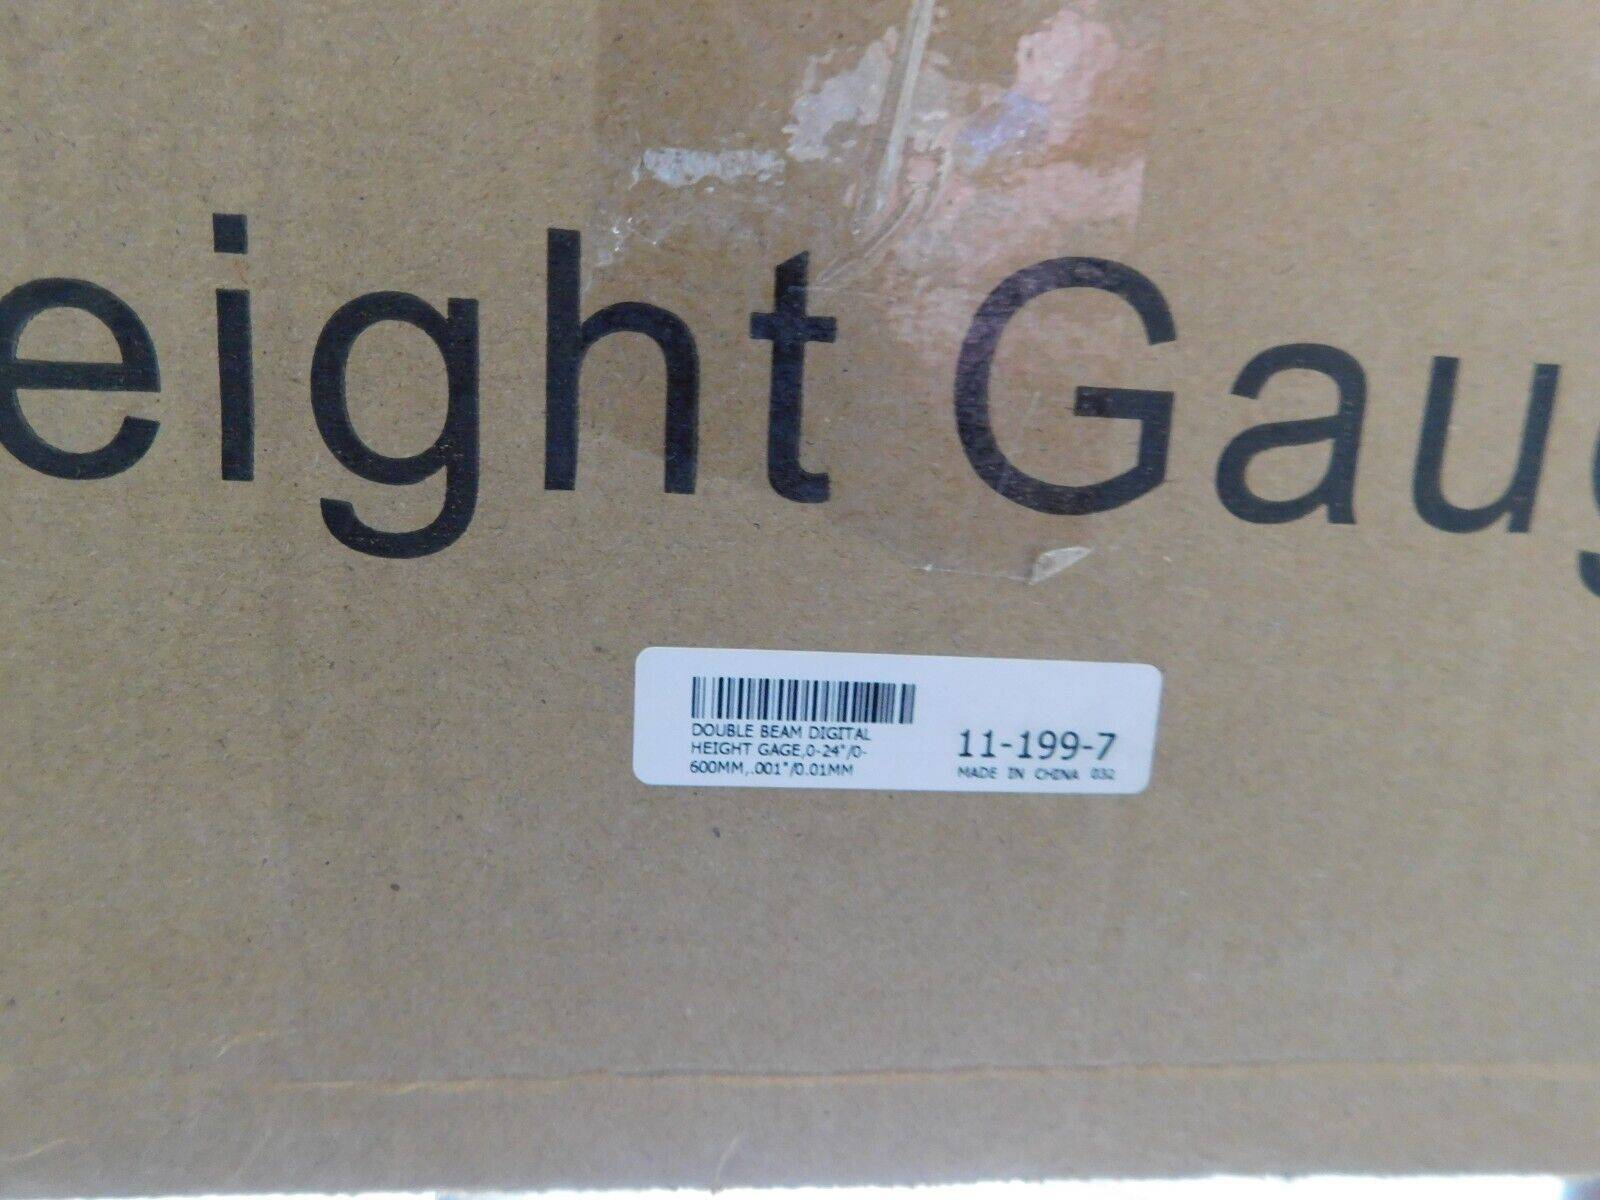 eight Gau
DOUBLE BEAM DIGITAL
HEIGHT GAGE,0-24"/0-
600MM,.001"/0.01MM
11-199-7
MADE IN CHINA 032